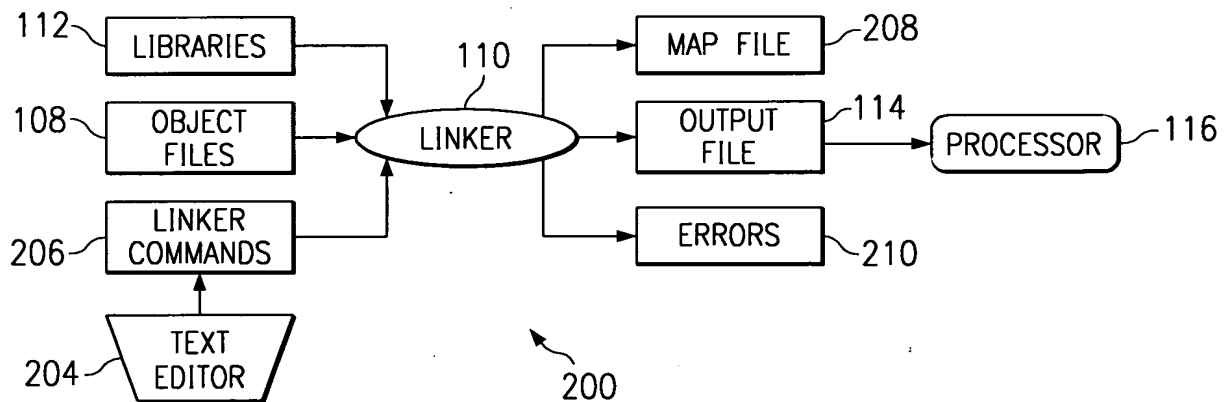 112
LIBRARIES
108
OBJECT
FILES
206
LINKER
COMMANDS
204
TEXT
EDITOR
110
LINKER
MAP FILE
208
OUTPUT
FILE
114
PROCESSOR
116
ERRORS
210
200